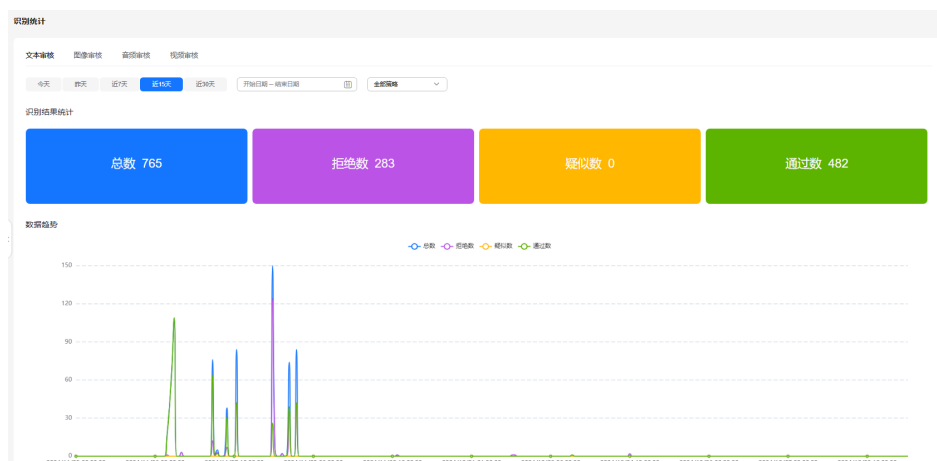 识别统计
文本审核 图像审核 音频审核 视频审核
今天 昨天 近7天 近15天 近30天 开始日期 – 结束日期 全部策略
识别结果统计
总数 765 拒绝数 283 疑似数 0 通过数 482
数据趋势
总数 拒绝数 疑似数 通过数
150
120
90
60
30
0